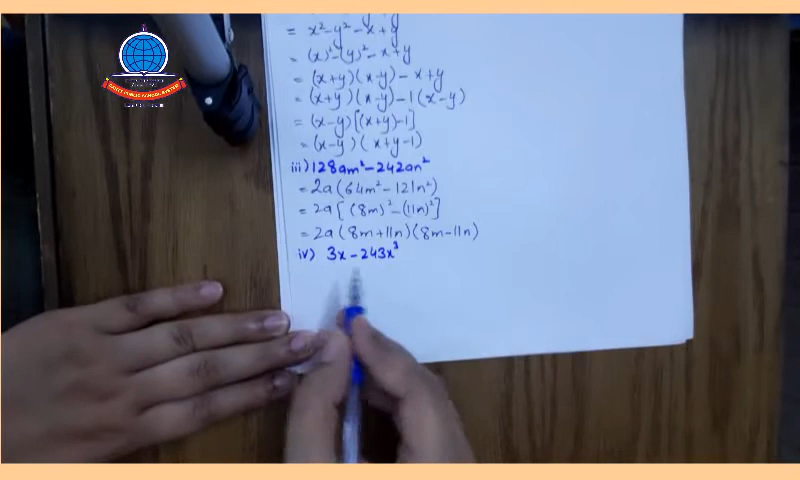 = x² - y² - x + y
= (x)² - (y)² - x + y
= (x+y) (x-y) - x + y
= (x+y) (x-y) - 1 (x - y)
= (x-y) [(x+y) - 1]
= (x-y) ( x+y-1)
iii) 128am² - 242an²
= 2a (64m² - 121n²)
= 2a [ (8m)² - (11n)² ]
= 2a (8m + 11n) (8m - 11n)
iv) 3x - 243x³